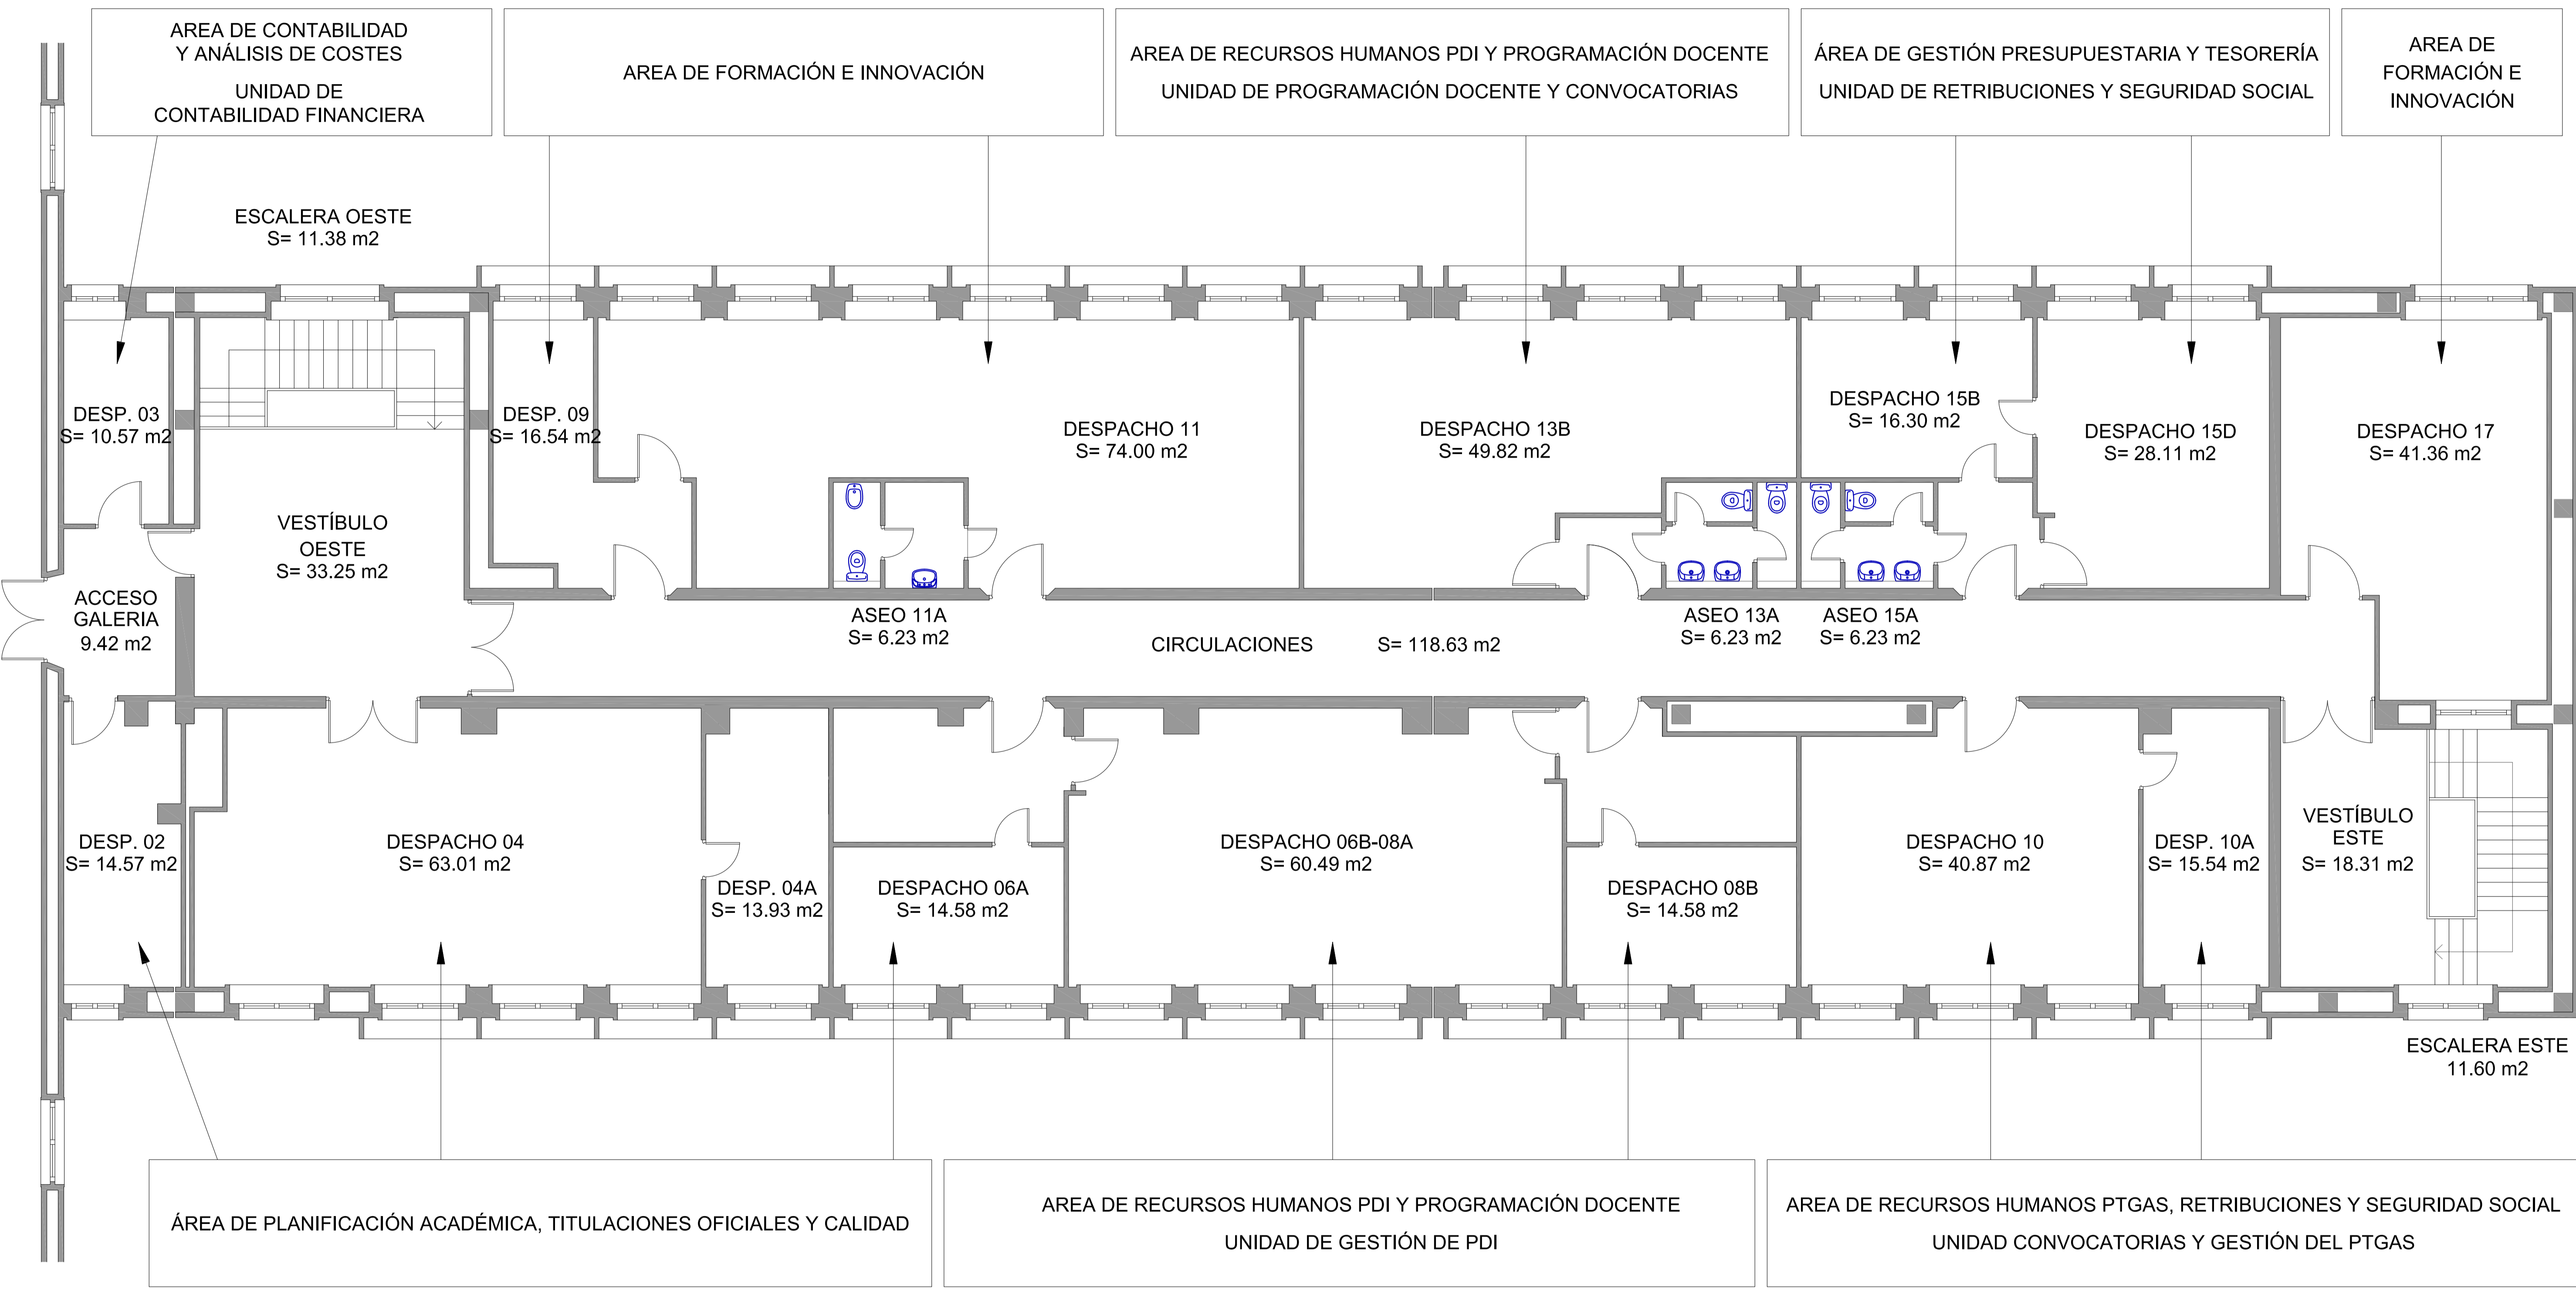 AREA DE CONTABILIDAD
Y ANÁLISIS DE COSTES
UNIDAD DE
CONTABILIDAD FINANCIERA
AREA DE FORMACIÓN E INNOVACIÓN
AREA DE RECURSOS HUMANOS PDI Y PROGRAMACIÓN DOCENTE
UNIDAD DE PROGRAMACIÓN DOCENTE Y CONVOCATORIAS
ÁREA DE GESTIÓN PRESUPUESTARIA Y TESORERÍA
UNIDAD DE RETRIBUCIONES Y SEGURIDAD SOCIAL
AREA DE
FORMACIÓN E
INNOVACIÓN
ESCALERA OESTE
S= 11.38 m2
DESP. 03
S= 10.57 m2
DESP. 09
S= 16.54 m2
DESPACHO 11
S= 74.00 m2
DESPACHO 13B
S= 49.82 m2
DESPACHO 15B
S= 16.30 m2
DESPACHO 15D
S= 28.11 m2
DESPACHO 17
S= 41.36 m2
VESTÍBULO
OESTE
S= 33.25 m2
ACCESO
GALERIA
9.42 m2
ASEO 11A
S= 6.23 m2
CIRCULACIONES S= 118.63 m2
ASEO 13A
S= 6.23 m2
ASEO 15A
S= 6.23 m2
DESP. 02
S= 14.57 m2
DESPACHO 04
S= 63.01 m2
DESP. 04A
S= 13.93 m2
DESPACHO 06A
S= 14.58 m2
DESPACHO 06B-08A
S= 60.49 m2
DESPACHO 08B
S= 14.58 m2
DESPACHO 10
S= 40.87 m2
DESP. 10A
S= 15.54 m2
VESTÍBULO
ESTE
S= 18.31 m2
ESCALERA ESTE
11.60 m2
ÁREA DE PLANIFICACIÓN ACADÉMICA, TITULACIONES OFICIALES Y CALIDAD
AREA DE RECURSOS HUMANOS PDI Y PROGRAMACIÓN DOCENTE
UNIDAD DE GESTIÓN DE PDI
AREA DE RECURSOS HUMANOS PTGAS, RETRIBUCIONES Y SEGURIDAD SOCIAL
UNIDAD CONVOCATORIAS Y GESTIÓN DEL PTGAS